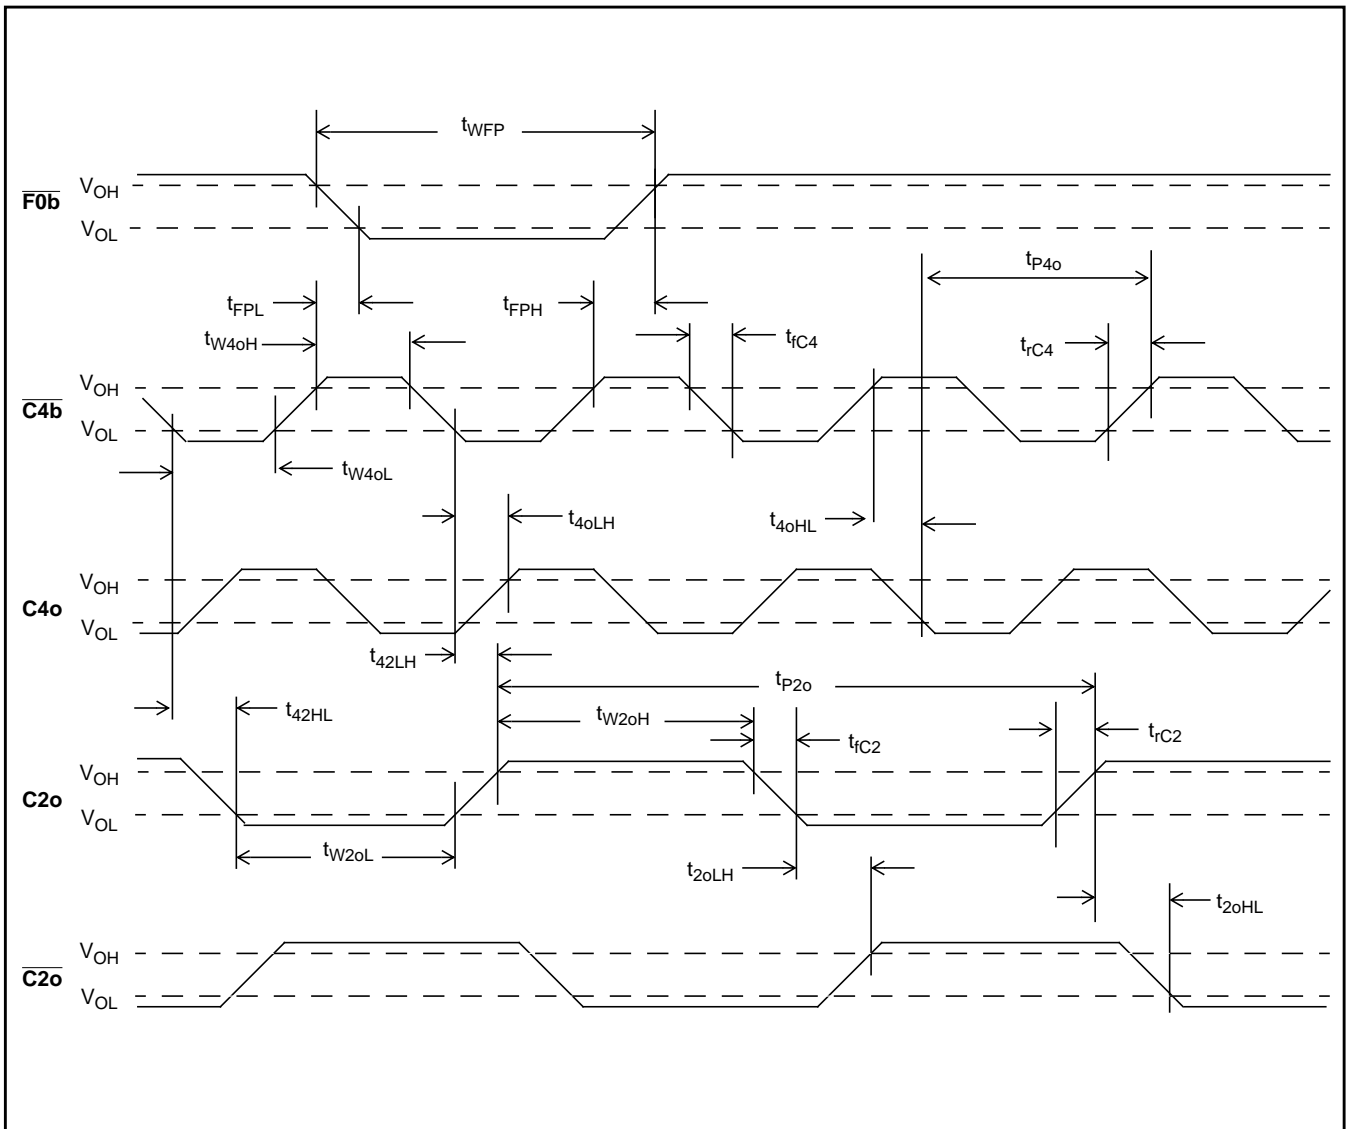 tWFP
VOH
F0b
VOL
tP4o
tFPL
tFPH
tW4oH
tfC4
trC4
VOH
C4b
VOL
tW4oL
t4oLH
t4oHL
VOH
C4o
VOL
t42LH
tP2o
t42HL
tW2oH
tfC2
trC2
VOH
C2o
VOL
tW2oL
t2oLH
t2oHL
VOH
C2o
VOL